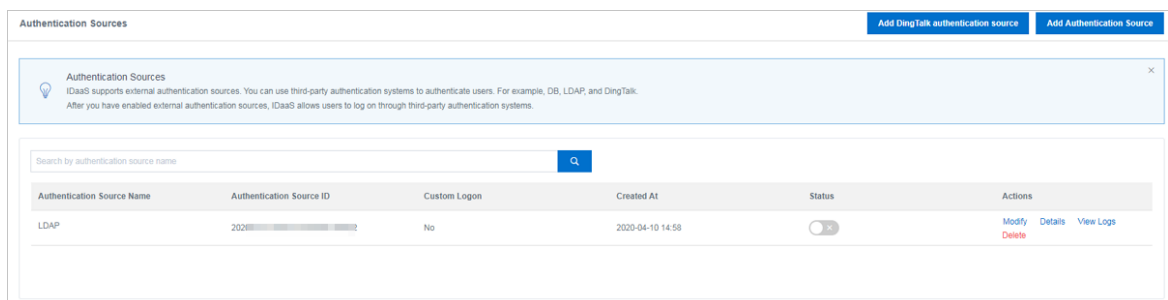 Authentication Sources
Add DingTalk authentication source
Add Authentication Source
Authentication Sources
IDaaS supports external authentication sources. You can use third-party authentication systems to authenticate users. For example, DB, LDAP, and DingTalk.
After you have enabled external authentication sources, IDaaS allows users to log on through third-party authentication systems.
Search by authentication source name
Authentication Source Name Authentication Source ID Custom Logon Created At Status Actions
LDAP No 2020-04-10 14:58 Modify Details View Logs
Delete